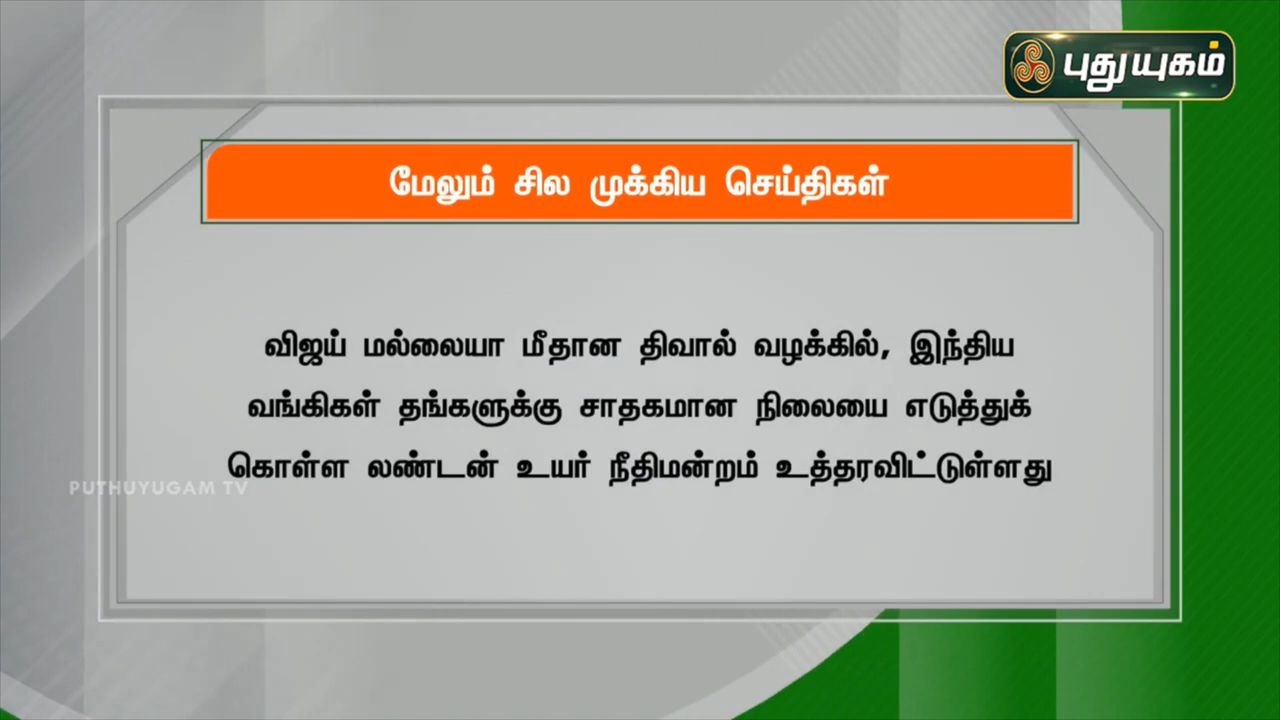 புதுயுகம்
மேலும் சில முக்கிய செய்திகள்
விஜய் மல்லையா மீதான திவால் வழக்கில், இந்திய
வங்கிகள் தங்களுக்கு சாதகமான நிலையை எடுத்துக்
கொள்ள லண்டன் உயர் நீதிமன்றம் உத்தரவிட்டுள்ளது
PUTHUYUGAM TV